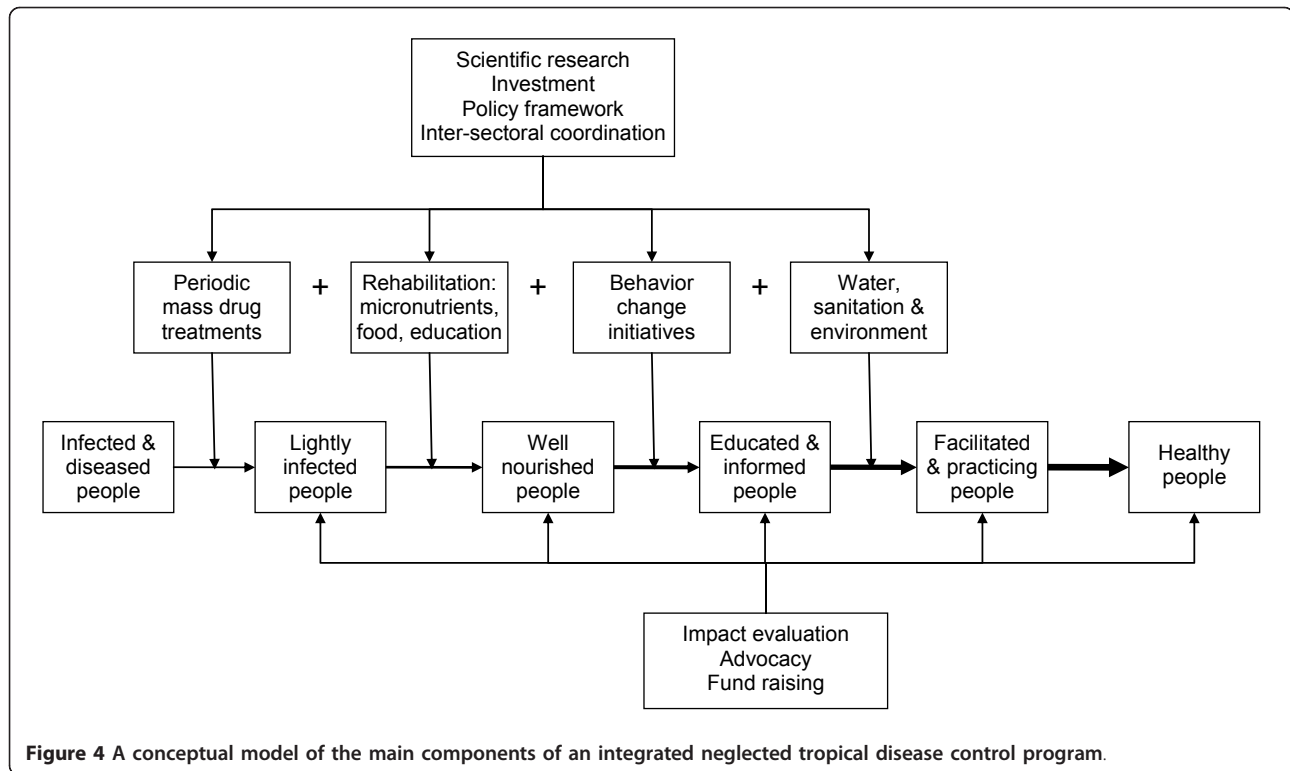 Scientific research
Investment
Policy framework
Inter-sectoral coordination
Periodic
mass drug
treatments
+
Rehabilitation:
micronutrients,
food, education
+
Behavior
change
initiatives
+
Water,
sanitation &
environment
Infected &
diseased
people
Lightly
infected
people
Well
nourished
people
Educated &
informed
people
Facilitated
& practicing
people
Healthy
people
Impact evaluation
Advocacy
Fund raising
Figure 4 A conceptual model of the main components of an integrated neglected tropical disease control program.